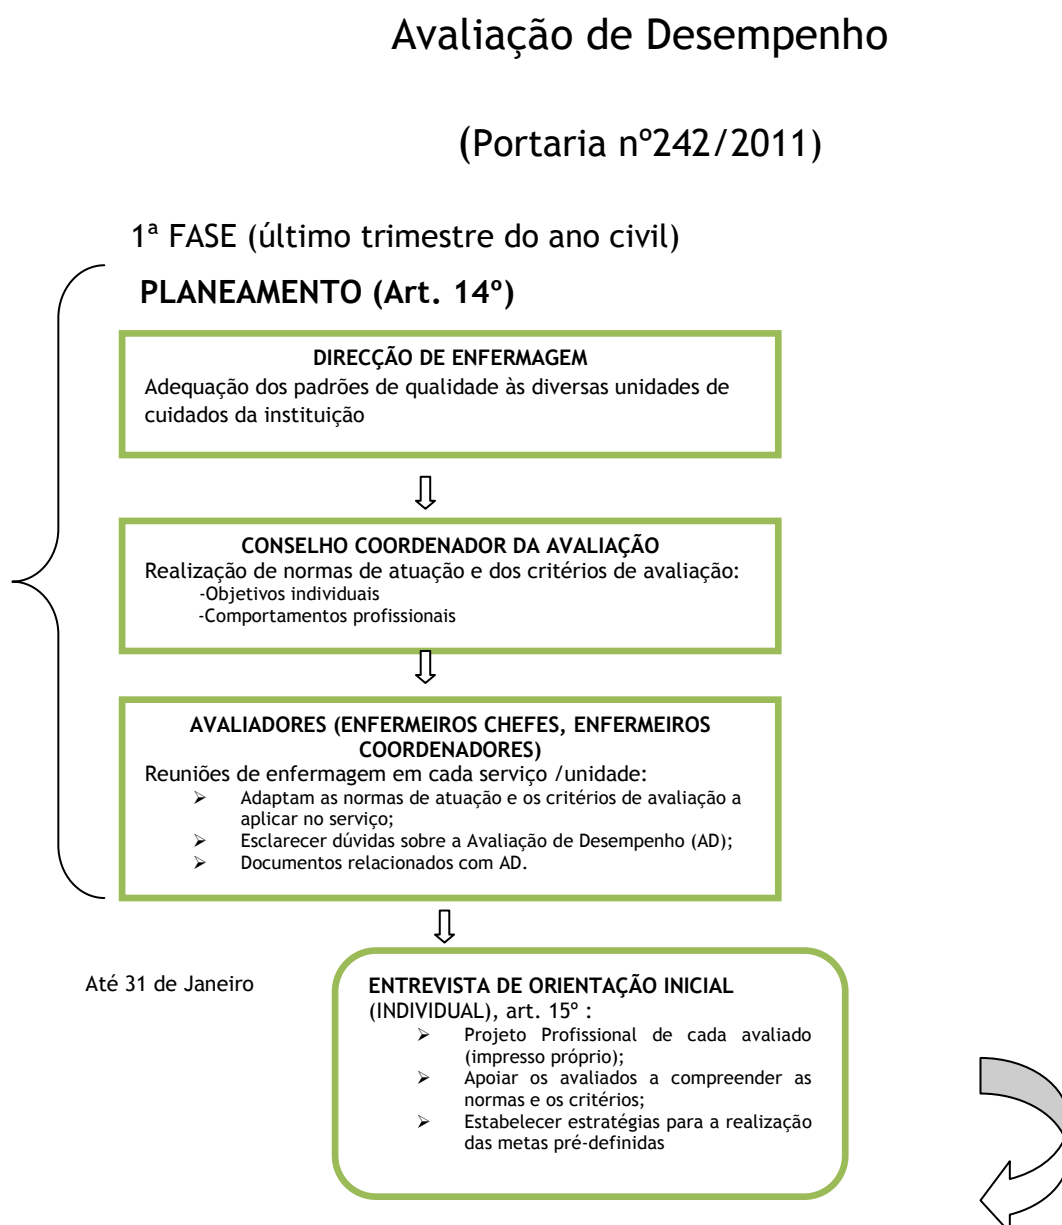 Avaliação de Desempenho
(Portaria nº242/2011)
1ª FASE (último trimestre do ano civil)
PLANEAMENTO (Art. 14º)
DIRECÇÃO DE ENFERMAGEM
Adequação dos padrões de qualidade às diversas unidades de
cuidados da instituição
CONSELHO COORDENADOR DA AVALIAÇÃO
Realização de normas de atuação e dos critérios de avaliação:
-Objetivos individuais
-Comportamentos profissionais
AVALIADORES (ENFERMEIROS CHEFES, ENFERMEIROS
COORDENADORES)
Reuniões de enfermagem em cada serviço /unidade:
➢ Adaptam as normas de atuação e os critérios de avaliação a
aplicar no serviço;
➢ Esclarecer dúvidas sobre a Avaliação de Desempenho (AD);
➢ Documentos relacionados com AD.
Até 31 de Janeiro
ENTREVISTA DE ORIENTAÇÃO INICIAL
(INDIVIDUAL), art. 15º :
➢ Projeto Profissional de cada avaliado
(impresso próprio);
➢ Apoiar os avaliados a compreender as
normas e os critérios;
➢ Estabelecer estratégias para a realização
das metas pré-definidas